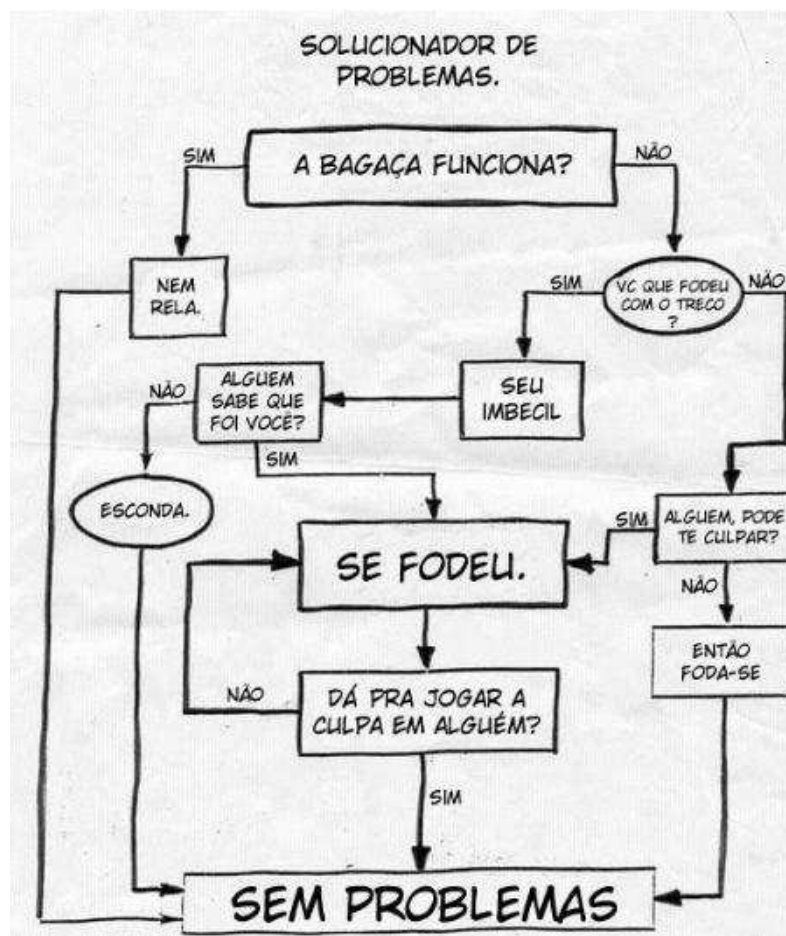 SOLUCIONADOR DE
PROBLEMAS.
A BAGAÇA FUNCIONA?
SIM
NÃO
NEM
RELA.
VC QUE FODEU
COM O TRECO
?
SIM
NÃO
SEU
IMBECIL
ALGUEM
SABE QUE
FOI VOCÊ?
NÃO
SIM
ESCONDA.
ALGUEM, PODE
TE CULPAR?
SIM
NÃO
SE FODEU.
ENTÃO
FODA-SE
DÁ PRA JOGAR A
CULPA EM ALGUÉM?
NÃO
SIM
SEM PROBLEMAS